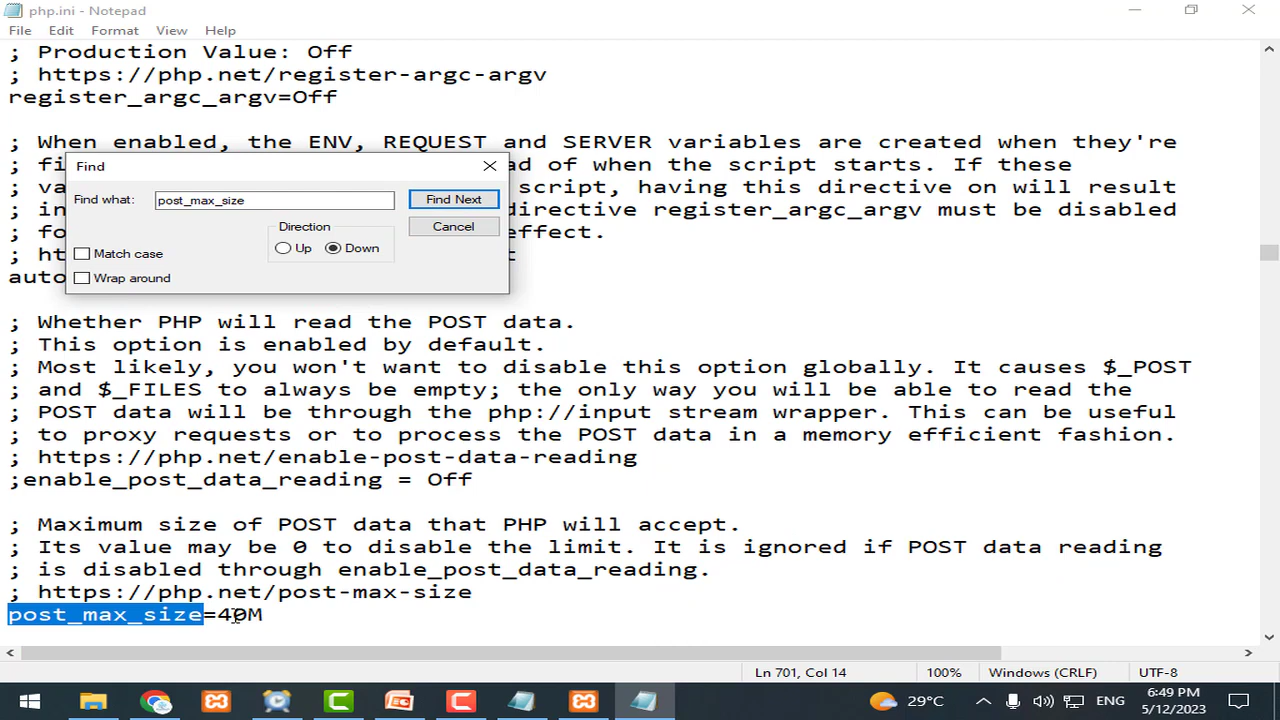 php.ini - Notepad
File Edit Format View Help
; Production Value: Off
; https://php.net/register-argc-argv
register_argc_argv=Off
; When enabled, the ENV, REQUEST and SERVER variables are created when they're
; fi ad of when the script starts. If these
; va script, having this directive on will result
; in directive register_argc_argv must be disabled
; fo effect.
; ht t
auto
Find
Find what: post_max_size Find Next
Direction Cancel
Up Down
Match case
Wrap around
; Whether PHP will read the POST data.
; This option is enabled by default.
; Most likely, you won't want to disable this option globally. It causes $_POST
; and $_FILES to always be empty; the only way you will be able to read the
; POST data will be through the php://input stream wrapper. This can be useful
; to proxy requests or to process the POST data in a memory efficient fashion.
; https://php.net/enable-post-data-reading
;enable_post_data_reading = Off
; Maximum size of POST data that PHP will accept.
; Its value may be 0 to disable the limit. It is ignored if POST data reading
; is disabled through enable_post_data_reading.
; https://php.net/post-max-size
post_max_size=40M
Ln 701, Col 14 100% Windows (CRLF) UTF-8
29°C ENG 6:49 PM
5/12/2023